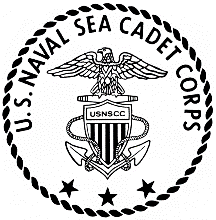 U.S. NAVAL SEA CADET CORPS
USNSCC